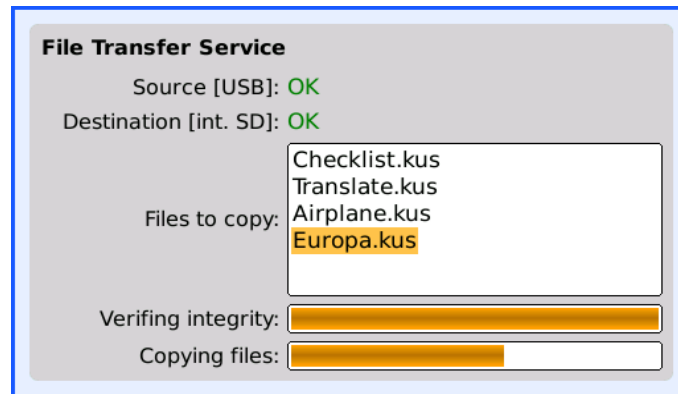 File Transfer Service
Source [USB]: OK
Destination [int. SD]: OK
Files to copy:
Checklist.kus
Translate.kus
Airplane.kus
Europa.kus
Verifing integrity:
Copying files: